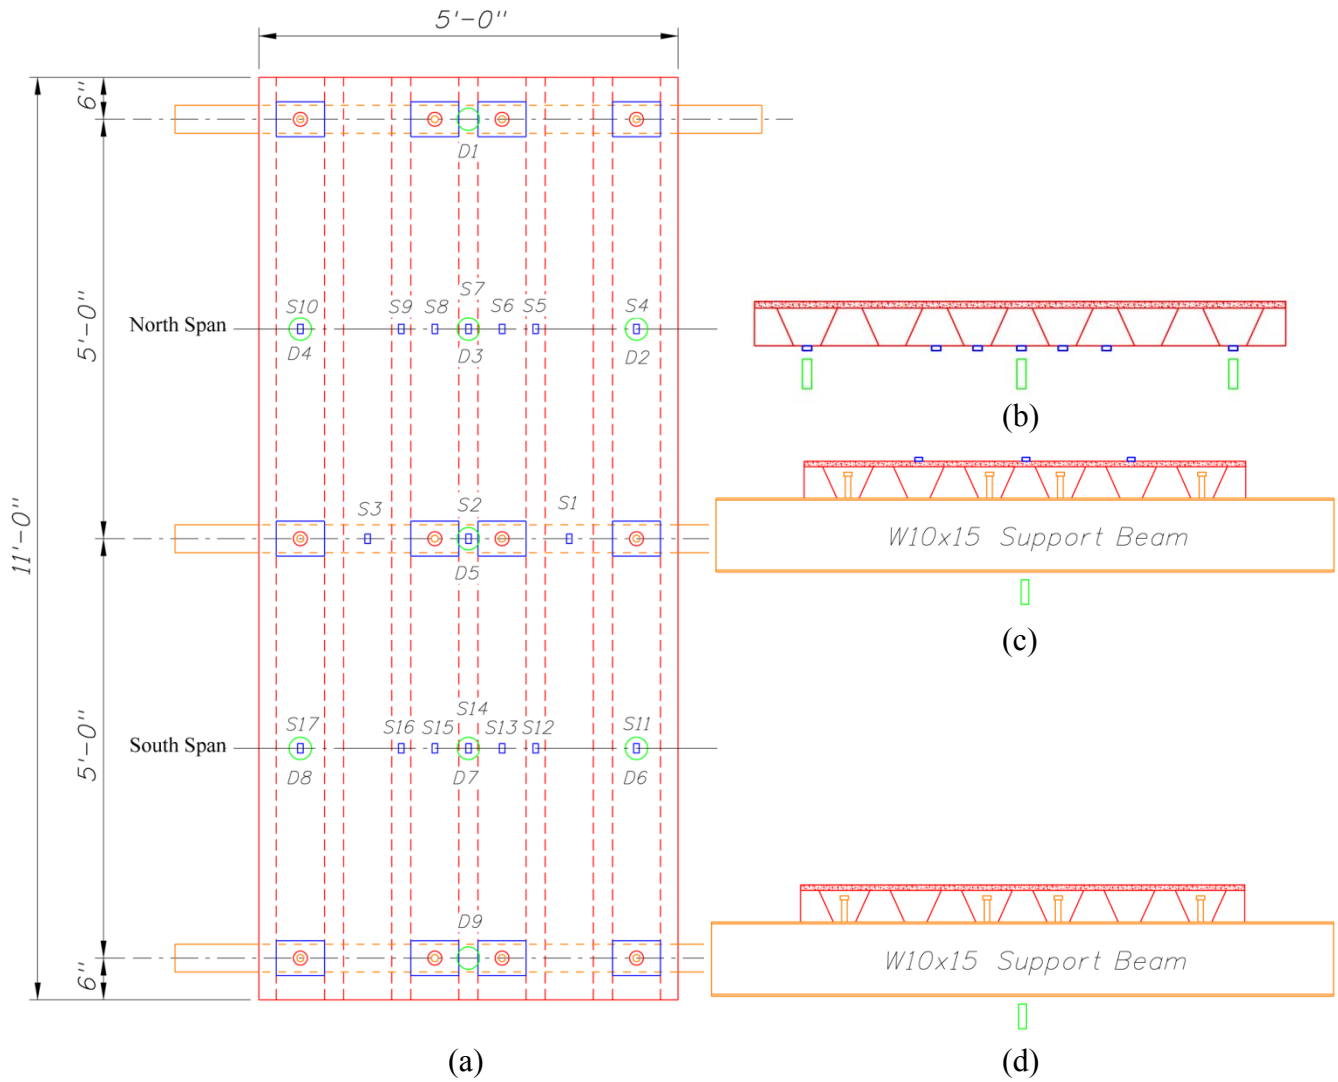 5'-0"
6"
D1
5'-0"
North Span
S10 S9 S8 S7 S6 S5 S4
D4 D3 D2
(b)
11'-0"
S3 S2 S1
D5
W10x15 Support Beam
(c)
5'-0"
South Span
S17 S16 S15 S14 S13 S12 S11
D8 D7 D6
D9
6"
W10x15 Support Beam
(a)
(d)